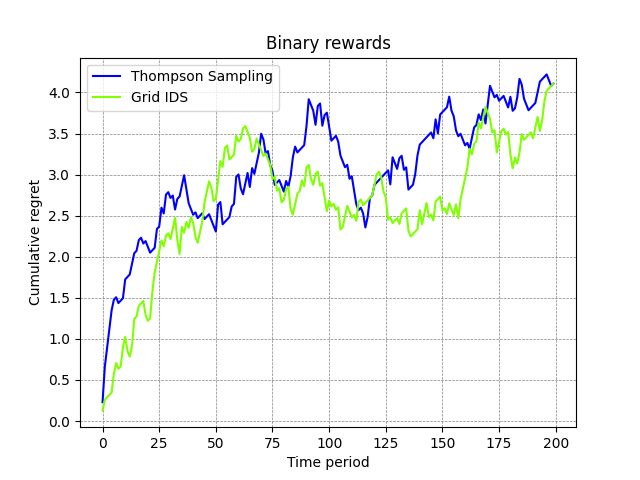 Binary rewards
Thompson Sampling
Grid IDS
Cumulative regret
4.0
3.5
3.0
2.5
2.0
1.5
1.0
0.5
0.0
0 25 50 75 100 125 150 175 200
Time period